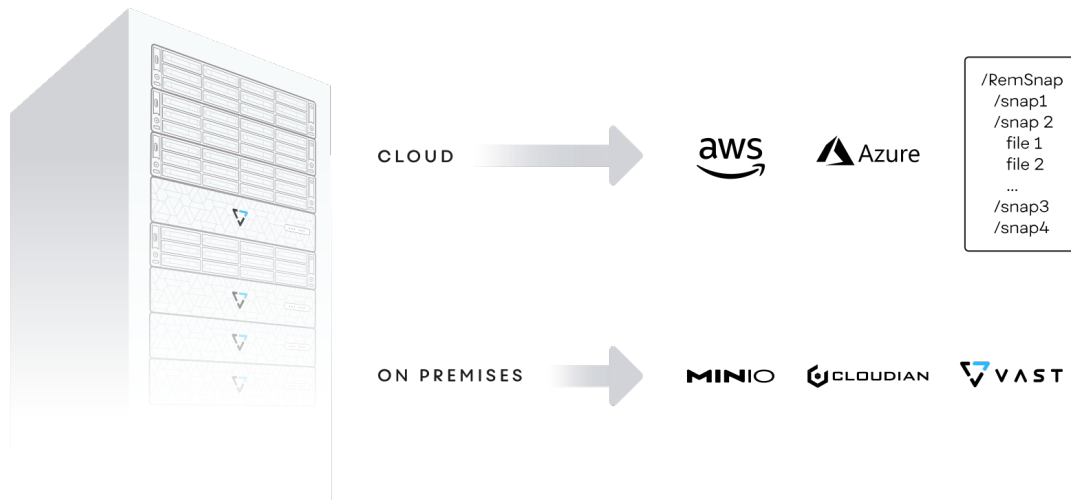 CLOUD
aws
Azure
/RemSnap
/snap1
/snap 2
file 1
file 2
...
/snap3
/snap4
ON PREMISES
MINIO
CLOUDIAN
VAST